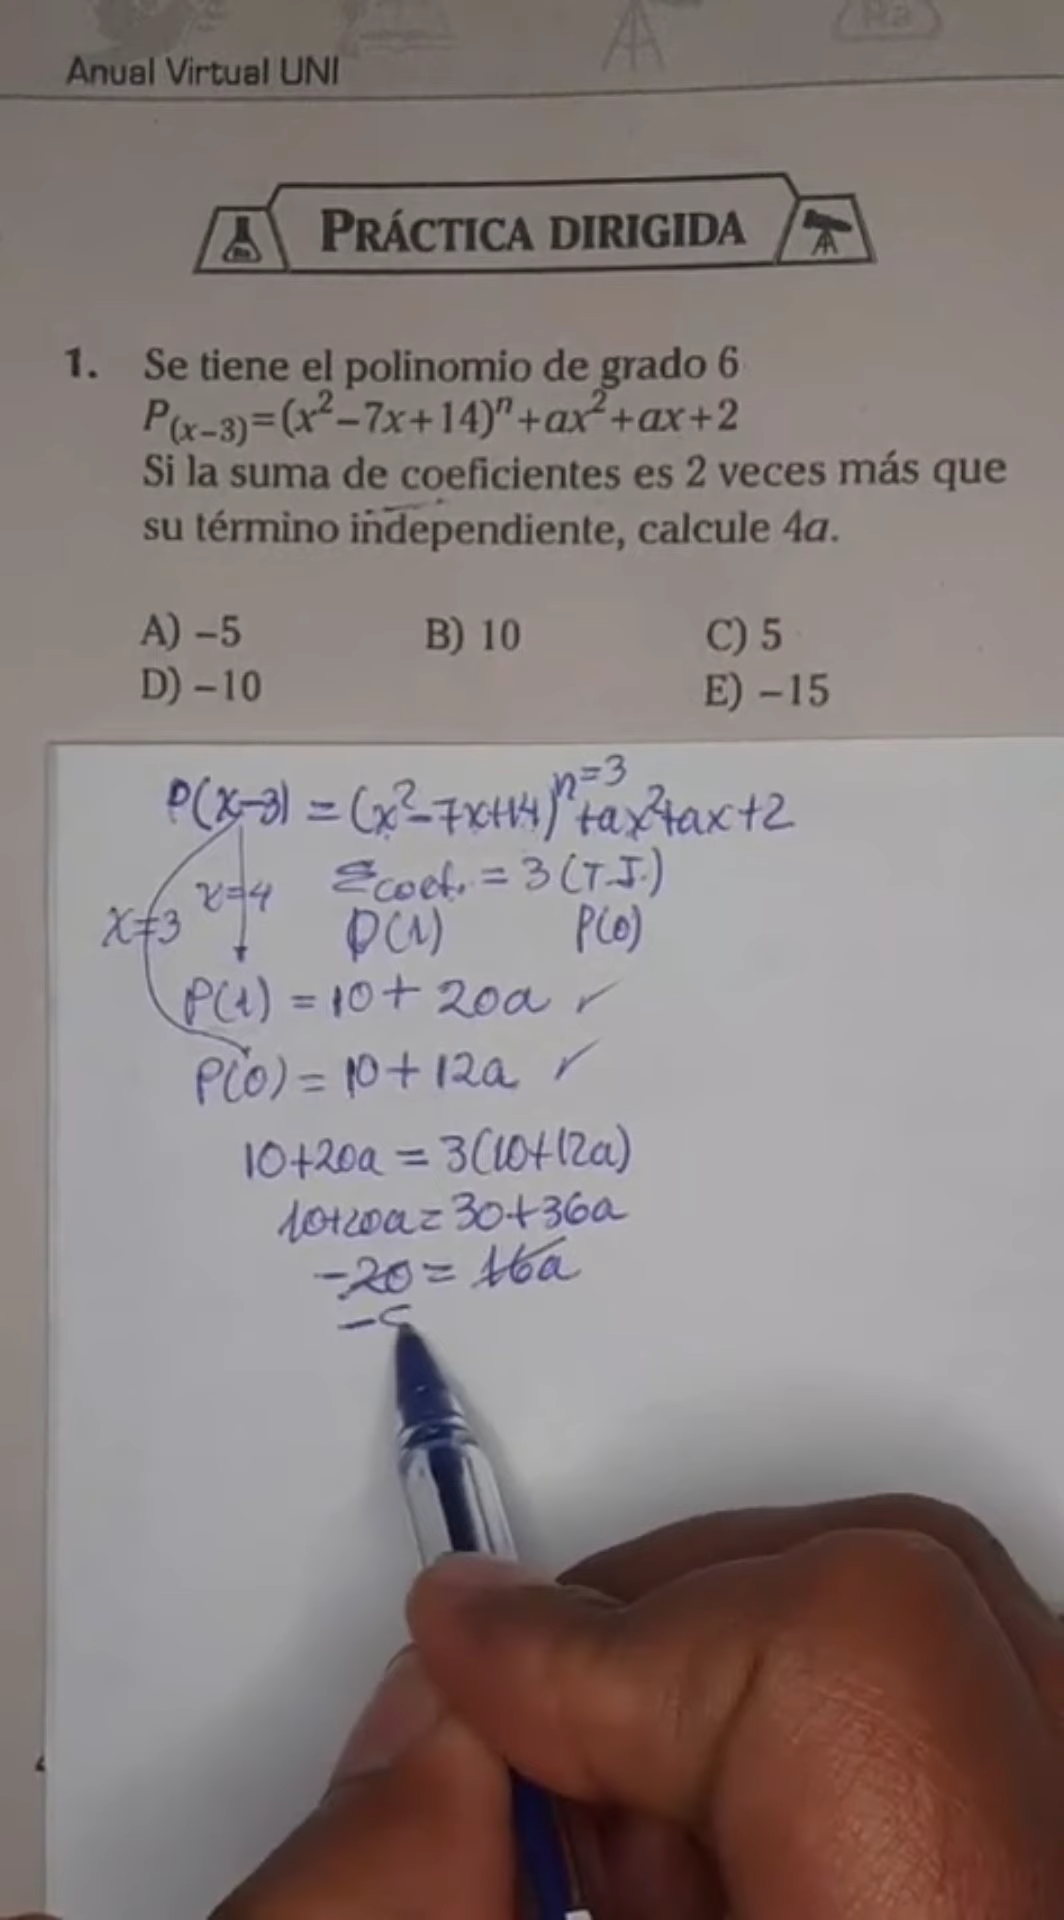 Anual Virtual UNI
PRÁCTICA DIRIGIDA
1. Se tiene el polinomio de grado 6
P(x−3)=(x²−7x+14)ⁿ+ax²+ax+2
Si la suma de coeficientes es 2 veces más que
su término independiente, calcule 4a.
A) −5 B) 10 C) 5
D) −10 E) −15
P(x-3) = (x²-7x+14)ⁿ⁼³+ax²+ax+2
x=4 Σcoef. = 3(T.I.)
x=3 P(1) P(0)
P(1) = 10+20a ✓
P(0) = 10+12a ✓
10+20a = 3(10+12a)
10+20a=30+36a
-20 = 16a